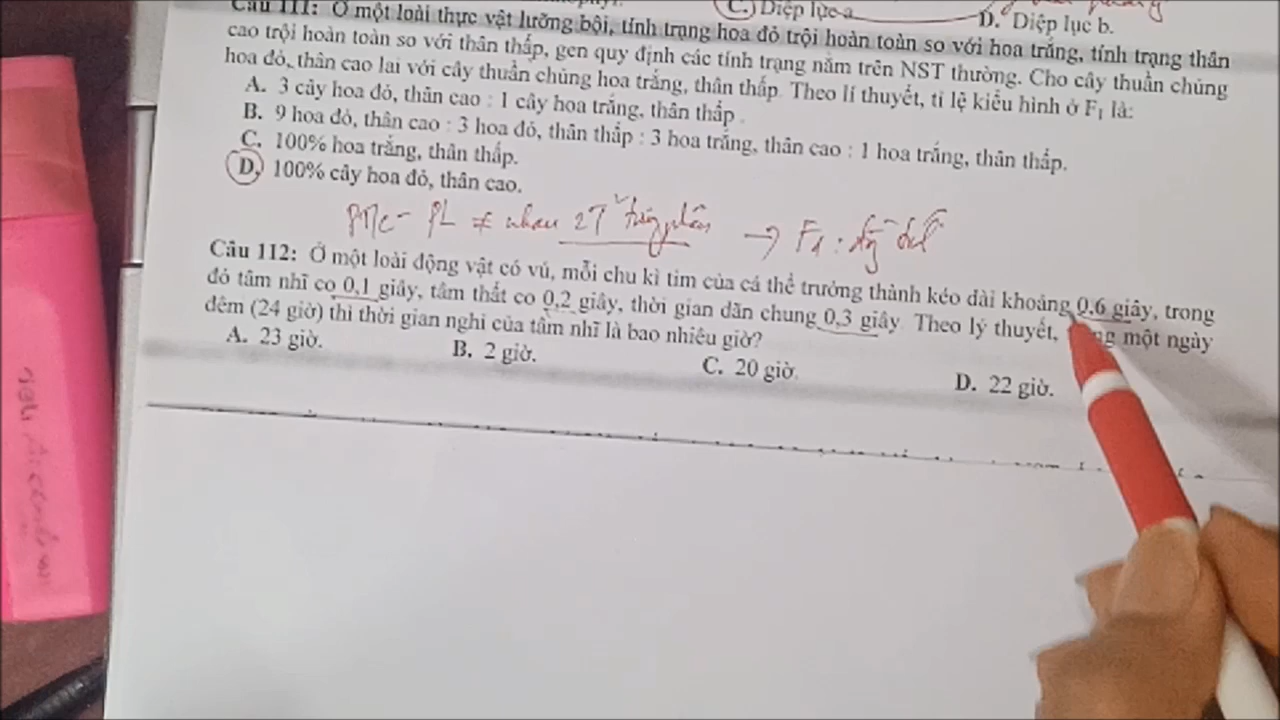 C. Diệp lục a
D. Diệp lục b.
Câu 111: Ở một loài thực vật lưỡng bội, tính trạng hoa đỏ trội hoàn toàn so với hoa trắng, tính trạng thân
cao trội hoàn toàn so với thân thấp, gen quy định các tính trạng nằm trên NST thường. Cho cây thuần chủng
hoa đỏ, thân cao lai với cây thuần chủng hoa trắng, thân thấp. Theo lí thuyết, tỉ lệ kiểu hình ở F1 là:
A. 3 cây hoa đỏ, thân cao : 1 cây hoa trắng, thân thấp .
B. 9 hoa đỏ, thân cao : 3 hoa đỏ, thân thấp : 3 hoa trắng, thân cao : 1 hoa trắng, thân thấp.
C. 100% hoa trắng, thân thấp.
D, 100% cây hoa đỏ, thân cao.
Ptlc - PL ≠ nhau 2T² → F1 :
Câu 112: Ở một loài động vật có vú, mỗi chu kì tim của cá thể trưởng thành kéo dài khoảng 0,6 giây, trong
đó tâm nhĩ co 0,1 giây, tâm thất co 0,2 giây, thời gian dãn chung 0,3 giây. Theo lý thuyết, một ngày
đêm (24 giờ) thì thời gian nghỉ của tâm nhĩ là bao nhiêu giờ?
A. 23 giờ.
B. 2 giờ.
C. 20 giờ.
D. 22 giờ.